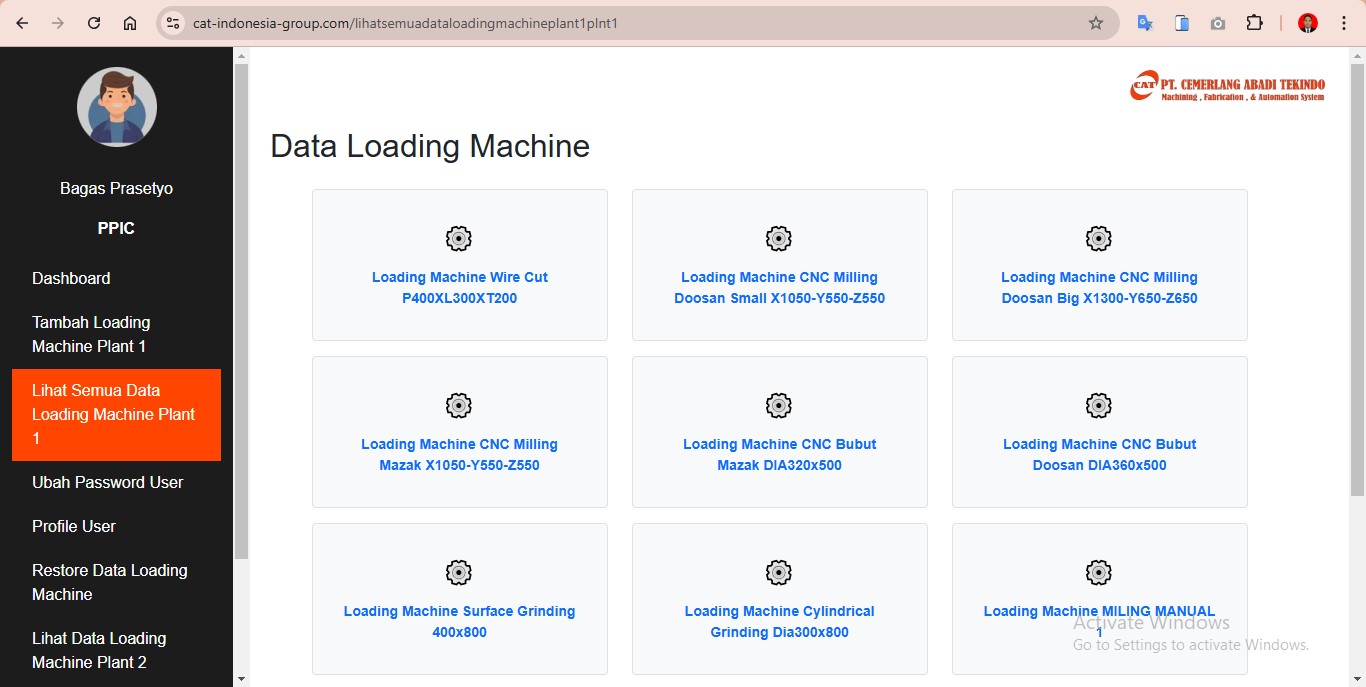 cat-indonesia-group.com/lihatsemuadataloadingmachineplant1plnt1
Bagas Prasetyo
PPIC
Dashboard
Tambah Loading
Machine Plant 1
Lihat Semua Data
Loading Machine Plant
1
Ubah Password User
Profile User
Restore Data Loading
Machine
Lihat Data Loading
Machine Plant 2
CAT PT. CEMERLANG ABADI TEKINDO
Machining , Fabrication , & Automation System
Data Loading Machine
Loading Machine Wire Cut
P400XL300XT200
Loading Machine CNC Milling
Doosan Small X1050-Y550-Z550
Loading Machine CNC Milling
Doosan Big X1300-Y650-Z650
Loading Machine CNC Milling
Mazak X1050-Y550-Z550
Loading Machine CNC Bubut
Mazak DIA320x500
Loading Machine CNC Bubut
Doosan DIA360x500
Loading Machine Surface Grinding
400x800
Loading Machine Cylindrical
Grinding Dia300x800
Loading Machine MILING MANUAL
1
Activate Windows
Go to Settings to activate Windows.